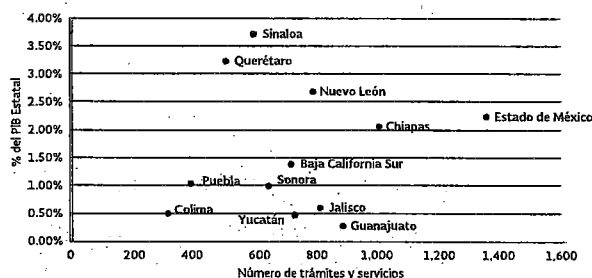 4.00%
Sinaloa
3.50%
Querétaro
3.00%
Nuevo León
2.50%
Estado de México
2.00%
Chiapas
1.50%
Baja California Sur
Puebla
Sonora
1.00%
Colima
Jalisco
0.50%
Yucatán
Guanajuato
0.00%
% del PIB Estatal
0 200 400 600 800 1,000 1,200 1,400 1,600
Número de trámites y servicios